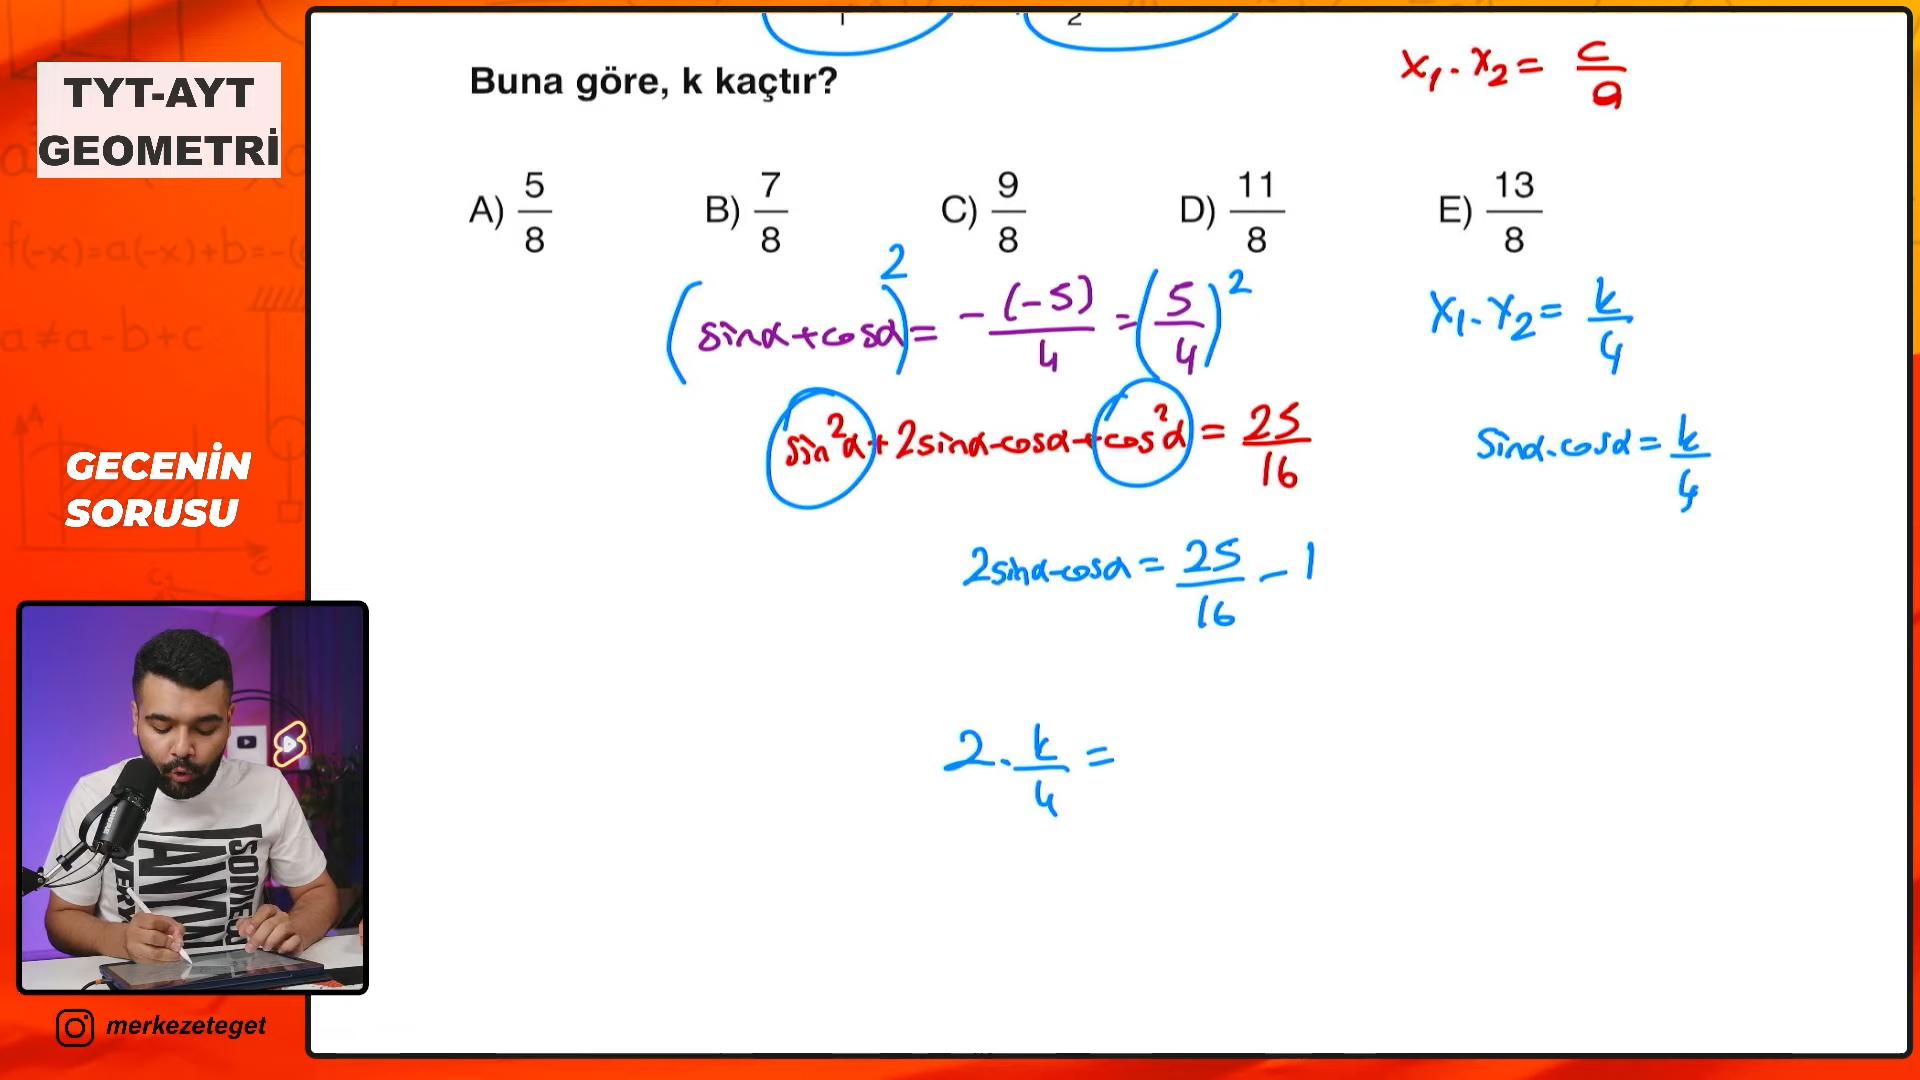 1 2
Buna göre, k kaçtır?
x₁ . x₂ = c/a
TYT-AYT
GEOMETRİ
A) 5/8 B) 7/8 C) 9/8 D) 11/8 E) 13/8
(sinα+cosα)² = -(-5)/4 = (5/4)²
x₁ . x₂ = k/4
sin²α + 2sinα.cosα + cos²α = 25/16
sinα.cosα = k/4
2sinα.cosα = 25/16 - 1
2 . k/4 =
GECENİN
SORUSU
f(-x)=a(-x)+b=-(
a≠a-b+c
merkezeteget